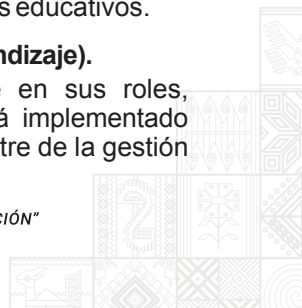 s educativos.
ndizaje).
en sus roles,
implementado
tre de la gestión
CIÓN”